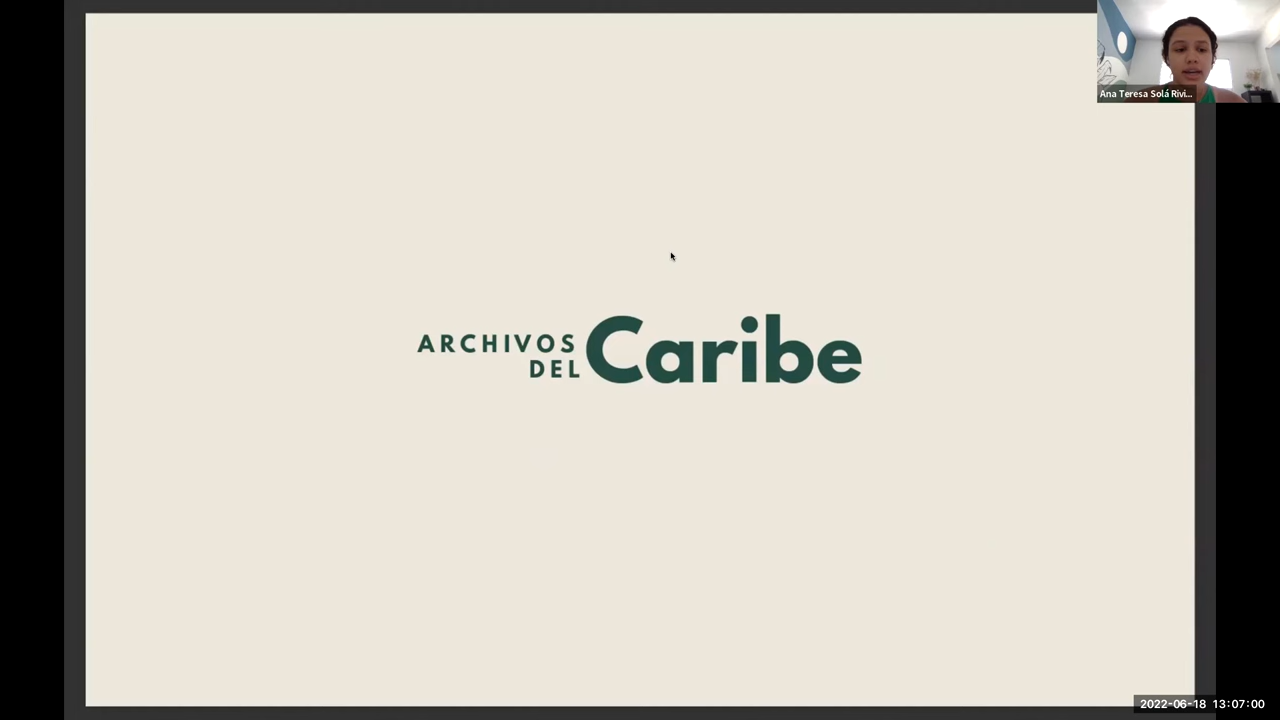 Ana Teresa Solá Rivi...
ARCHIVOS
DEL
Caribe
2022-06-18 13:07:00